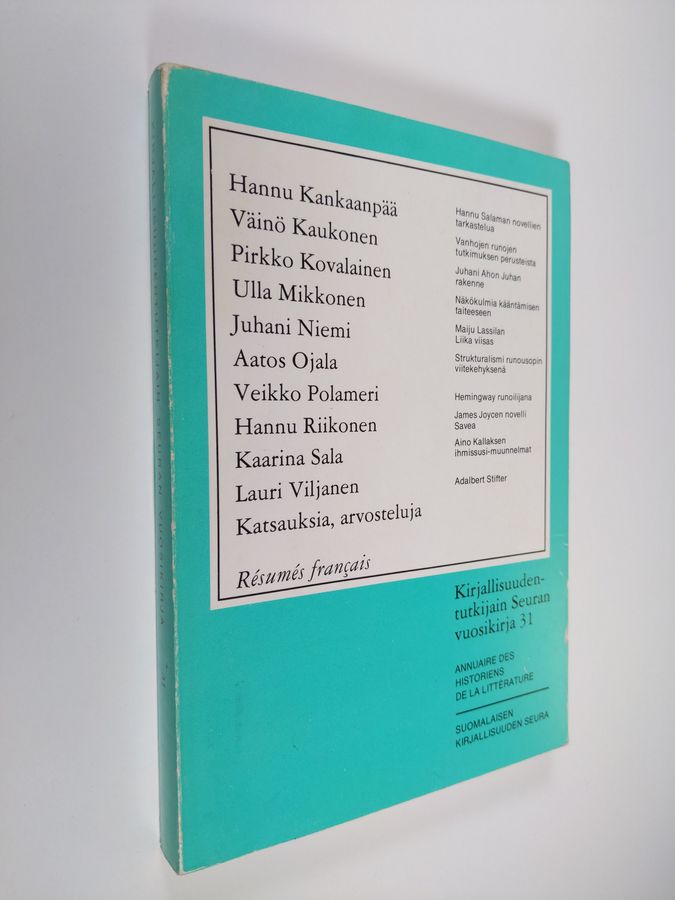 Hannu Kankaanpää
Väinö Kaukonen
Pirkko Kovalainen
Ulla Mikkonen
Juhani Niemi
Aatos Ojala
Veikko Polameri
Hannu Riikonen
Kaarina Sala
Lauri Viljanen
Katsauksia, arvosteluja
Résumés français
Hannu Salaman novellien
tarkastelua
Vanhojen runojen
tutkimuksen perusteista
Juhani Ahon Juhan
rakenne
Näkökulmia kääntämisen
taiteeseen
Maiju Lassilan
Liika viisas
Strukturalismi runousopin
viitekehyksenä
Hemingway runoilijana
James Joycen novelli
Savea
Aino Kallaksen
ihmissusi-muunnelmat
Adalbert Stifter
Kirjallisuuden-
tutkijain Seuran
vuosikirja 31
ANNUAIRE DES
HISTORIENS
DE LA LITTÉRATURE
SUOMALAISEN
KIRJALLISUUDEN SEURA
SEURAN VUOSIKIRJA 31